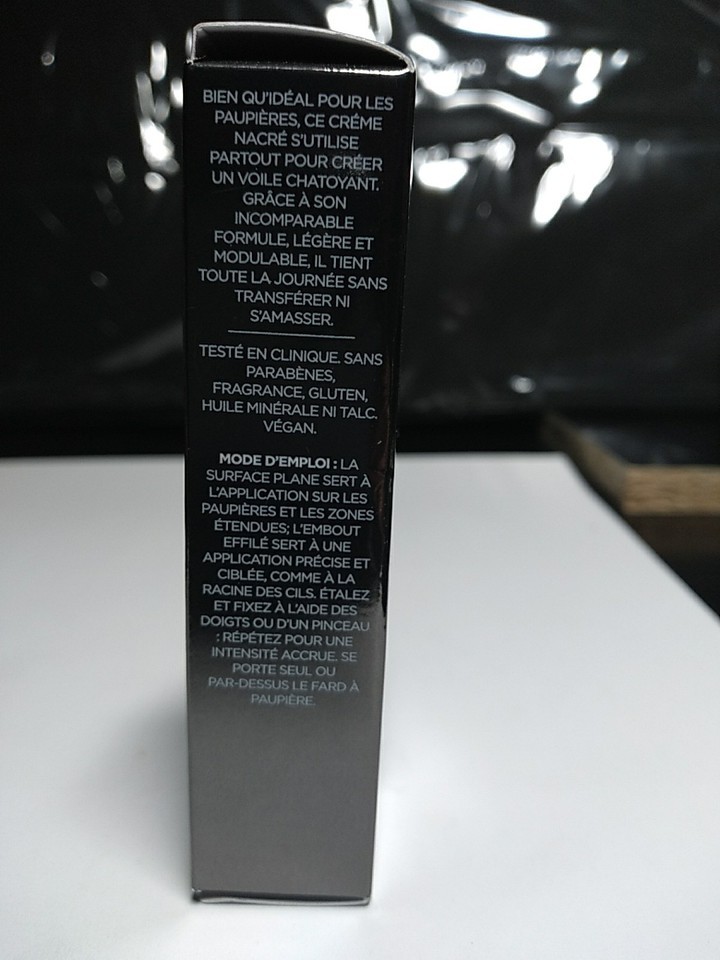 BIEN QU'IDÉAL POUR LES
PAUPIÈRES, CE CRÉME
NACRÉ S'UTILISE
PARTOUT POUR CRÉER
UN VOILE CHATOYANT.
GRÂCE À SON
INCOMPARABLE
FORMULE, LÉGÈRE ET
MODULABLE, IL TIENT
TOUTE LA JOURNÉE SANS
TRANSFÉRER NI
S'AMASSER.
TESTÉ EN CLINIQUE. SANS
PARABÈNES,
FRAGRANCE, GLUTEN,
HUILE MINÉRALE NI TALC.
VÉGAN.
MODE D'EMPLOI : LA
SURFACE PLANE SERT À
L'APPLICATION SUR LES
PAUPIÈRES ET LES ZONES
ÉTENDUES; L'EMBOUT
EFFILÉ SERT À UNE
APPLICATION PRÉCISE ET
CIBLÉE, COMME À LA
RACINE DES CILS. ÉTALEZ
ET FIXEZ À L'AIDE DES
DOIGTS OU D'UN PINCEAU
: RÉPÉTEZ POUR UNE
INTENSITÉ ACCRUE. SE
PORTE SEUL OU
PAR-DESSUS LE FARD À
PAUPIÈRE.